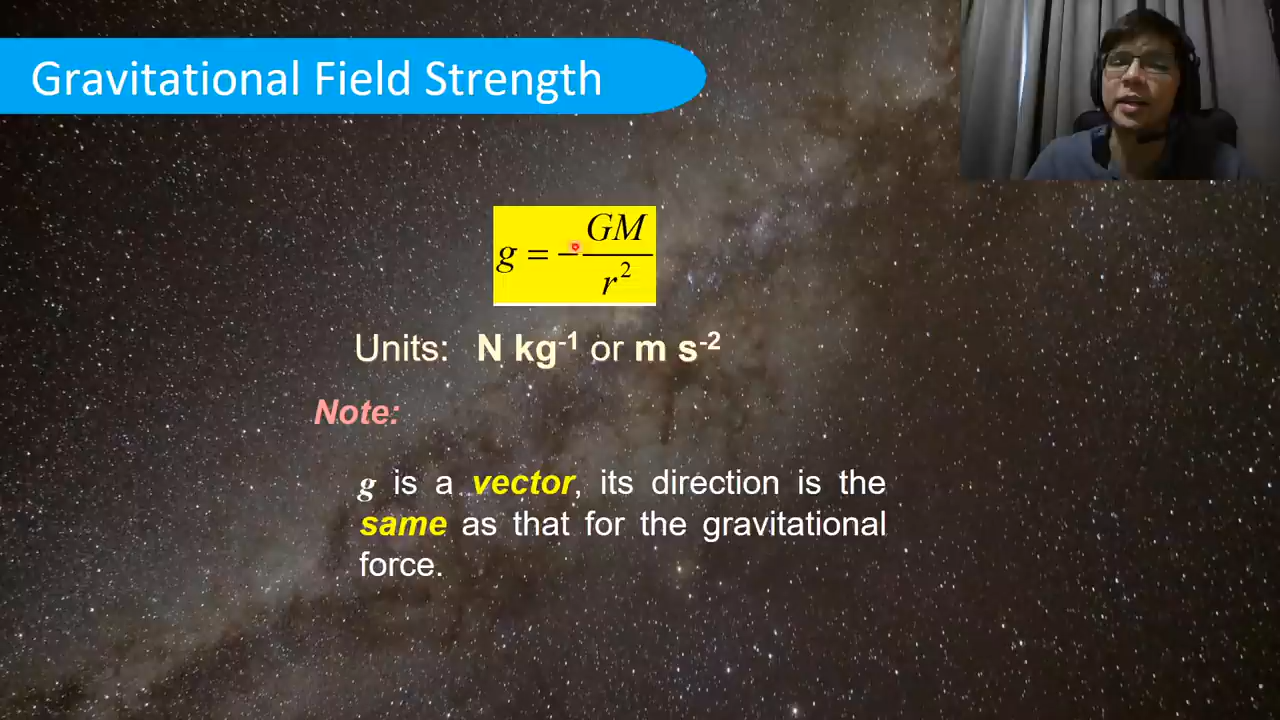 Gravitational Field Strength
g = −GM/r²
Units: N kg⁻¹ or m s⁻²
Note:
g is a vector, its direction is the
same as that for the gravitational
force.